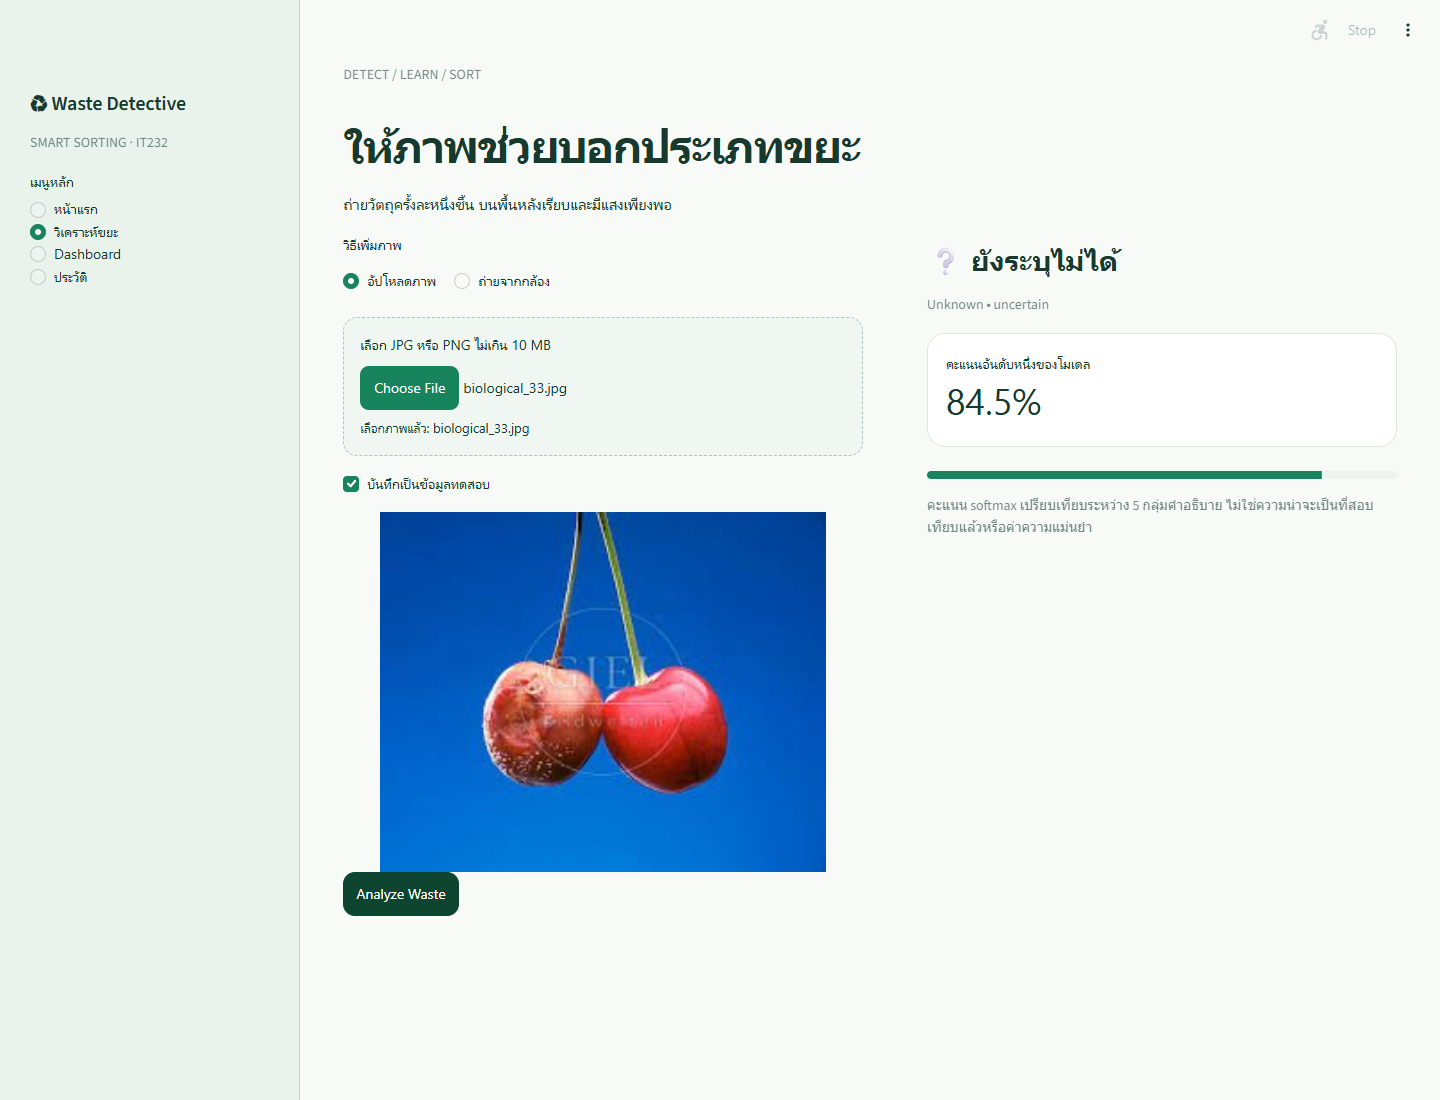 Stop
♻ Waste Detective
SMART SORTING · IT232
เมนูหลัก
หน้าแรก
วิเคราะห์ขยะ
Dashboard
ประวัติ
DETECT / LEARN / SORT
ให้ภาพช่วยบอกประเภทขยะ
ถ่ายวัตถุครั้งละหนึ่งชิ้น บนพื้นหลังเรียบและมีแสงเพียงพอ
วิธีเพิ่มภาพ
อัปโหลดภาพ ถ่ายจากกล้อง
เลือก JPG หรือ PNG ไม่เกิน 10 MB
Choose File biological_33.jpg
เลือกภาพแล้ว: biological_33.jpg
บันทึกเป็นข้อมูลทดสอบ
Analyze Waste
❔ ยังระบุไม่ได้
Unknown • uncertain
คะแนนอันดับหนึ่งของโมเดล
84.5%
คะแนน softmax เปรียบเทียบระหว่าง 5 กลุ่มคำอธิบาย ไม่ใช่ความน่าจะเป็นที่สอบ
เทียบแล้วหรือค่าความแม่นยำ